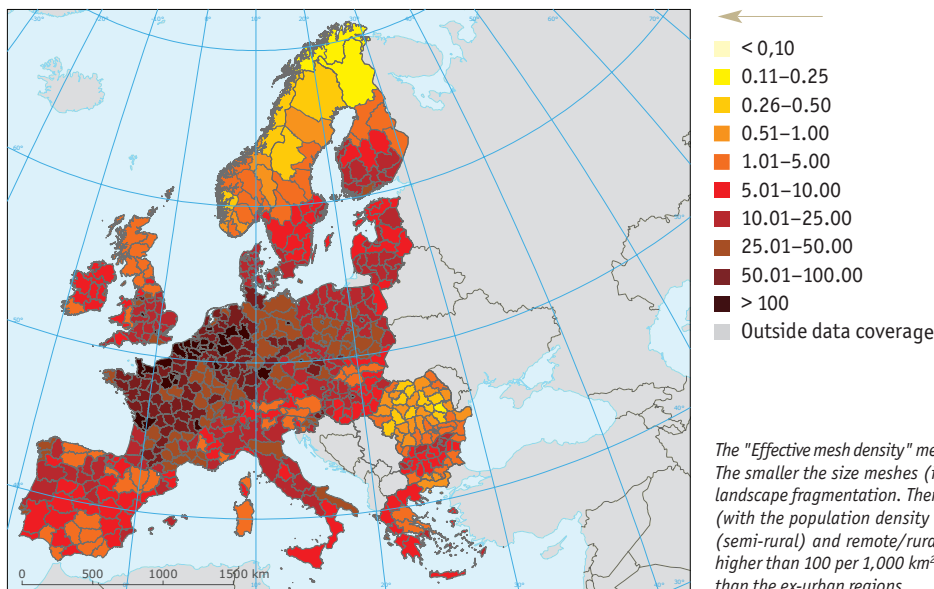 < 0,10
0.11–0.25
0.26–0.50
0.51–1.00
1.01–5.00
5.01–10.00
10.01–25.00
25.01–50.00
50.01–100.00
> 100
Outside data coverage
0 500 1000 1500 km
The "Effective mesh density" me
The smaller the size meshes (
landscape fragmentation. Ther
(with the population density
(semi-rural) and remote/rura
higher than 100 per 1,000 km²
than the ex-urban regions.